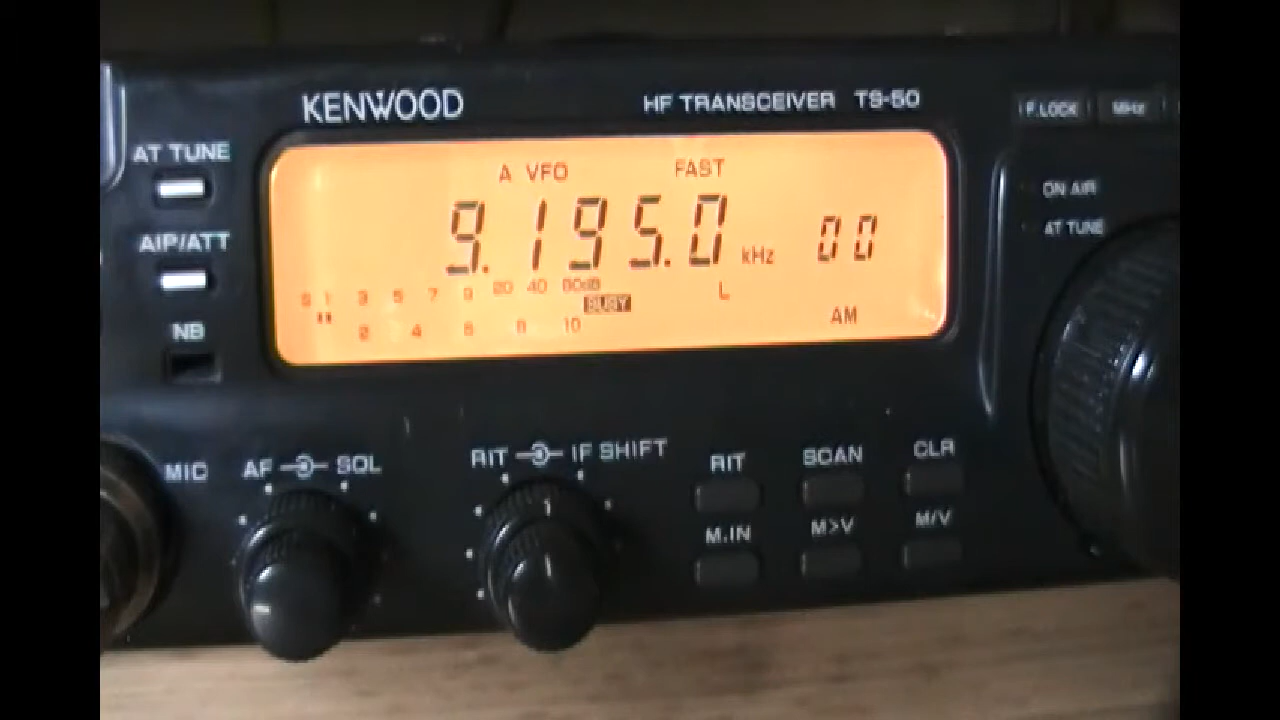 KENWOOD
HF TRANSCEIVER TS-50
F.LOCK
MHz
AT TUNE
AIP/ATT
NB
A VFO
FAST
9.195.0 kHz
00
S 1 3 5 7 9 20 40 60dB
BUSY
L
2 4 6 8 10
AM
ON AIR
AT TUNE
MIC
AF
SQL
RIT
IF SHIFT
RIT
SCAN
CLR
M.IN
M>V
M/V